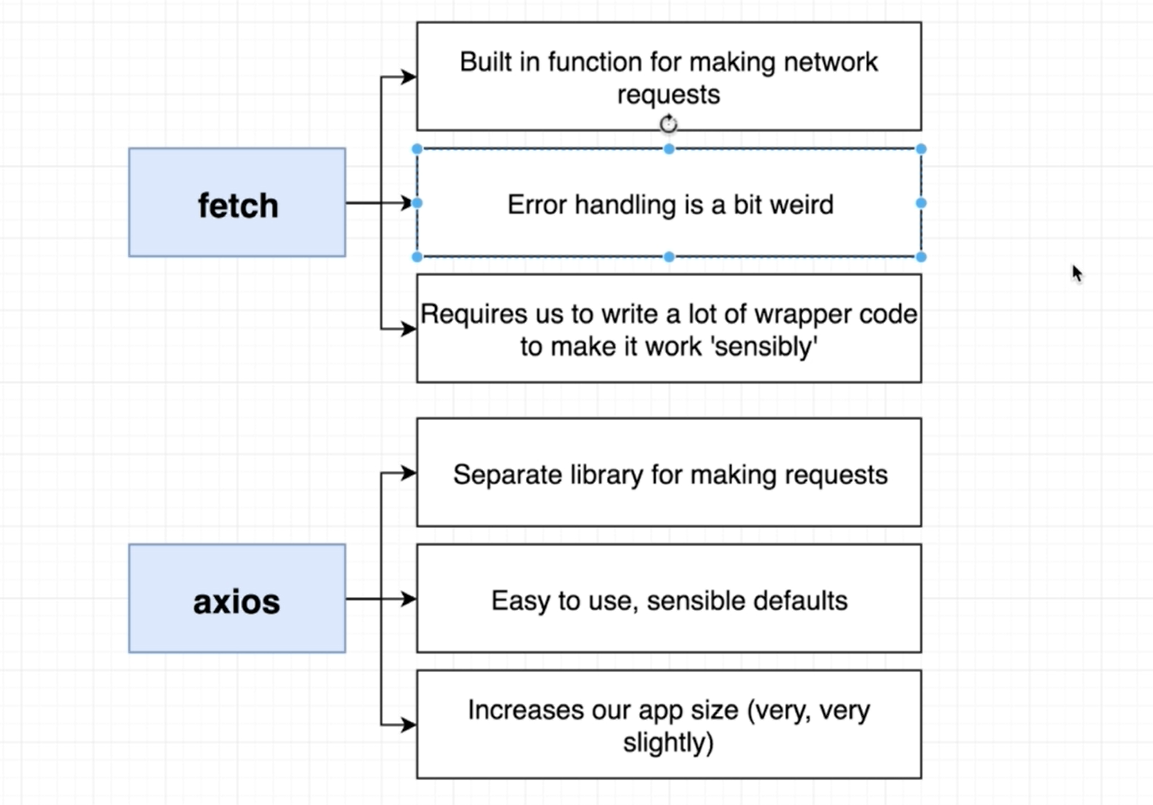 Built in function for making network
requests
fetch
Error handling is a bit weird
Requires us to write a lot of wrapper code
to make it work 'sensibly'
Separate library for making requests
axios
Easy to use, sensible defaults
Increases our app size (very, very
slightly)